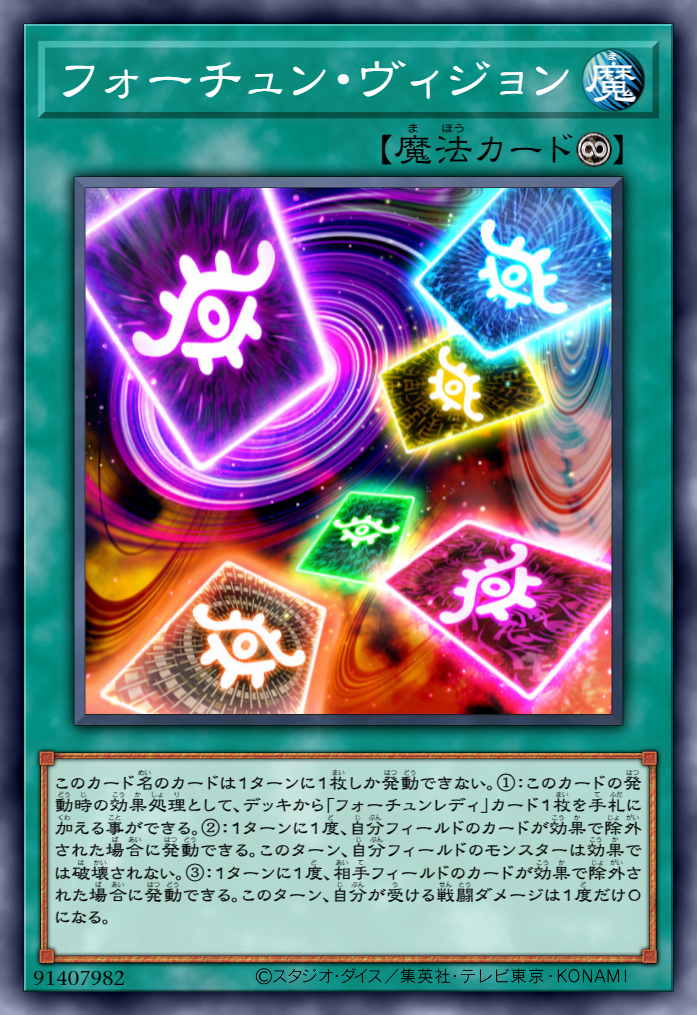 フォーチュン・ヴィジョン 魔
【魔法カード∞】
このカード名のカードは1ターンに1枚しか発動できない。①:このカードの発
動時の効果処理として、デッキから「フォーチュンレディ」カード1枚を手札に
加える事ができる。②:1ターンに1度、自分フィールドのカードが効果で除外
された場合に発動できる。このターン、自分フィールドのモンスターは効果で
は破壊されない。③:1ターンに1度、相手フィールドのカードが効果で除外さ
れた場合に発動できる。このターン、自分が受ける戦闘ダメージは1度だけ0
になる。
91407982 ©スタジオ・ダイス／集英社・テレビ東京・KONAMI